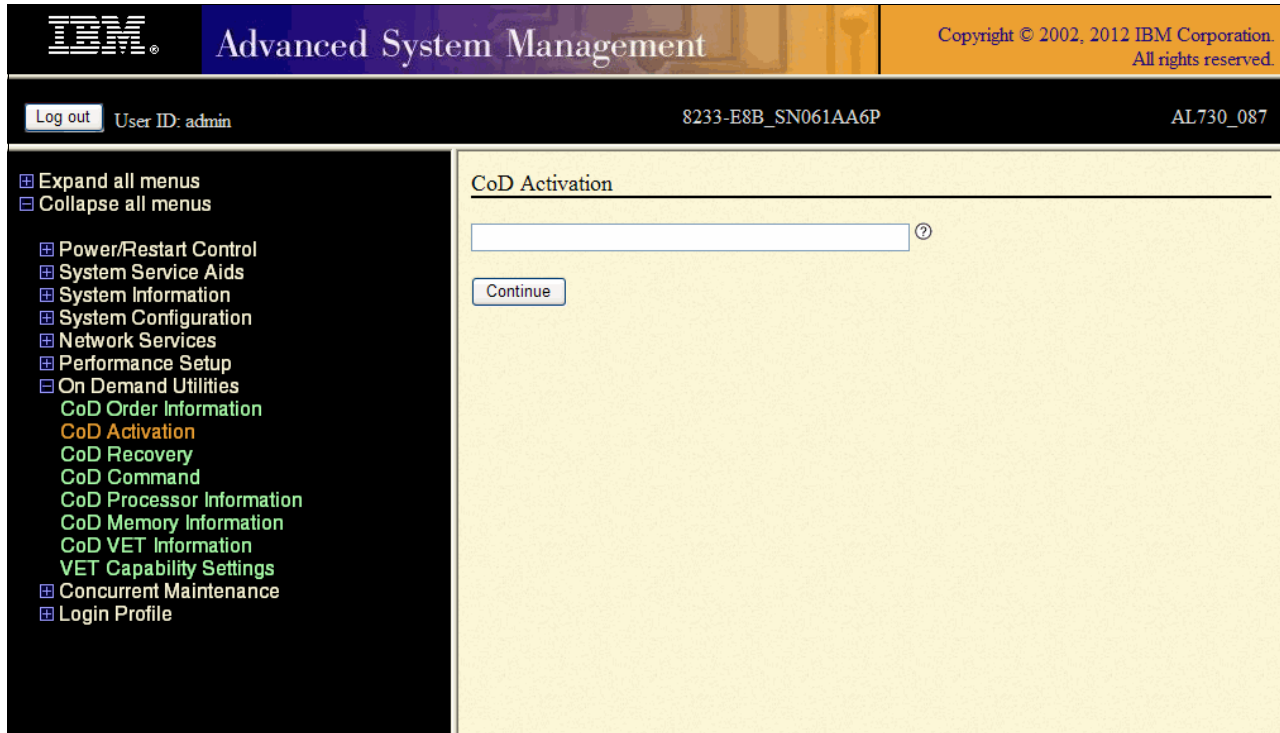 IBM®
Advanced System Management
Copyright © 2002, 2012 IBM Corporation.
All rights reserved.
Log out User ID: admin
8233-E8B_SN061AA6P
AL730_087
Expand all menus
Collapse all menus
Power/Restart Control
System Service Aids
System Information
System Configuration
Network Services
Performance Setup
On Demand Utilities
CoD Order Information
CoD Activation
CoD Recovery
CoD Command
CoD Processor Information
CoD Memory Information
CoD VET Information
VET Capability Settings
Concurrent Maintenance
Login Profile
CoD Activation
?
Continue